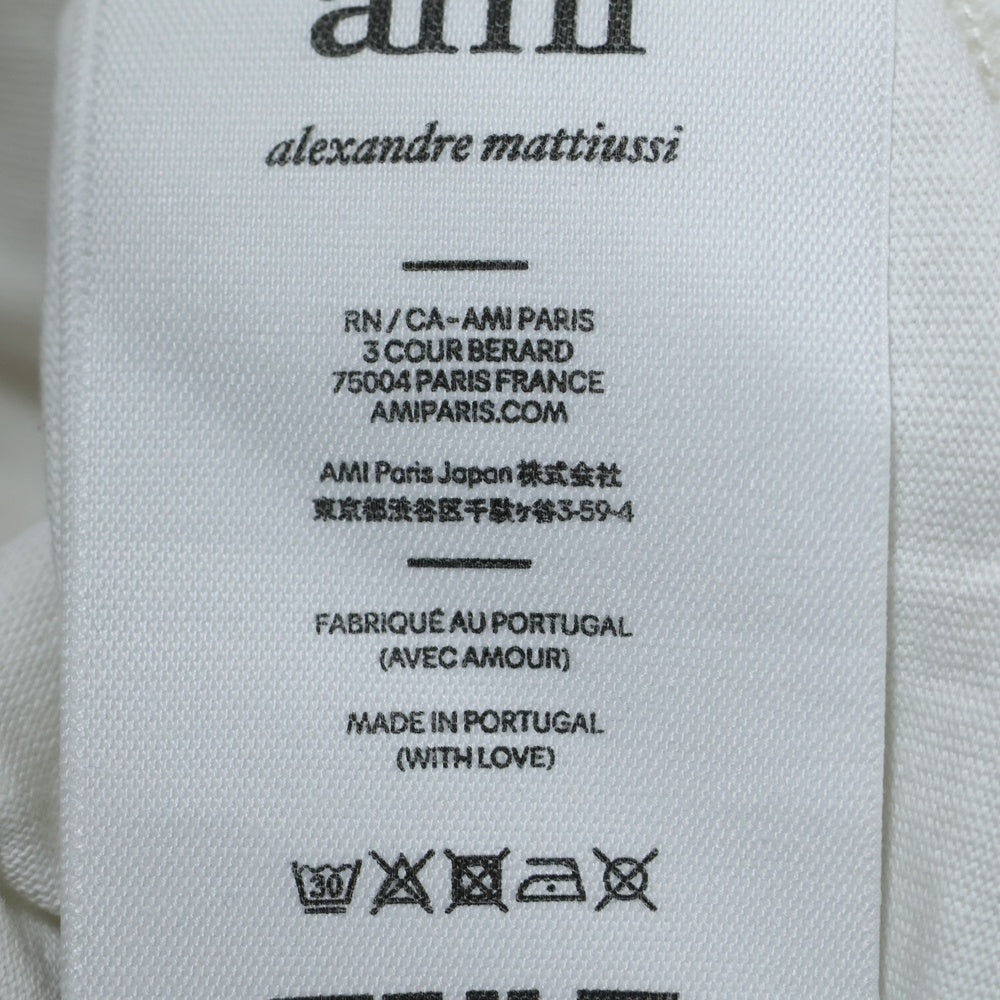 ami
alexandre mattiussi
RN / CA-AMI PARIS
3 COUR BERARD
75004 PARIS FRANCE
AMIPARIS.COM
AMI Paris Japan 株式会社
東京都渋谷区千駄ヶ谷3-59-4
FABRIQUÉ AU PORTUGAL
(AVEC AMOUR)
MADE IN PORTUGAL
(WITH LOVE)
30